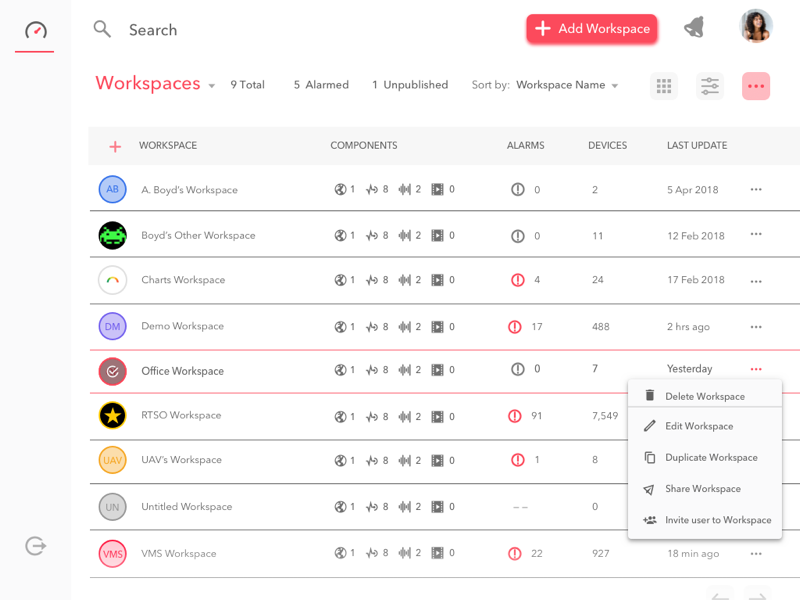 Search
Add Workspace
Workspaces 9 Total 5 Alarmed 1 Unpublished Sort by: Workspace Name
WORKSPACE COMPONENTS ALARMS DEVICES LAST UPDATE
AB A. Boyd's Workspace 1 8 2 0 0 2 5 Apr 2018
Boyd's Other Workspace 1 8 2 0 0 11 12 Feb 2018
Charts Workspace 1 8 2 0 4 24 17 Feb 2018
DM Demo Workspace 1 8 2 0 17 488 2 hrs ago
Office Workspace 1 8 2 0 0 7 Yesterday
RTSO Workspace 1 8 2 0 91 7,549
UAV UAV's Workspace 1 8 2 0 1 8
UN Untitled Workspace 1 8 2 0 -- 0
VMS VMS Workspace 1 8 2 0 22 927 18 min ago
Delete Workspace
Edit Workspace
Duplicate Workspace
Share Workspace
Invite user to Workspace